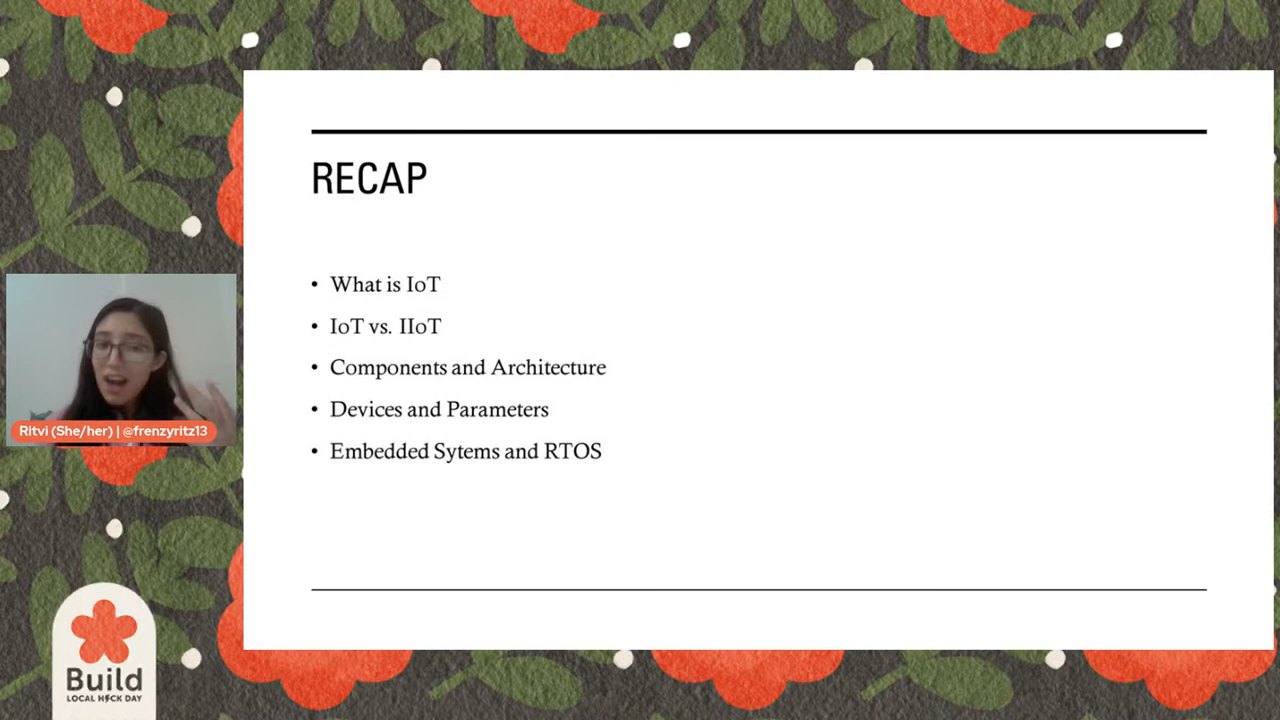 RECAP
• What is IoT
• IoT vs. IIoT
• Components and Architecture
• Devices and Parameters
• Embedded Sytems and RTOS
Ritvi (She/her) | @frenzyritz13
Build
LOCAL HACK DAY